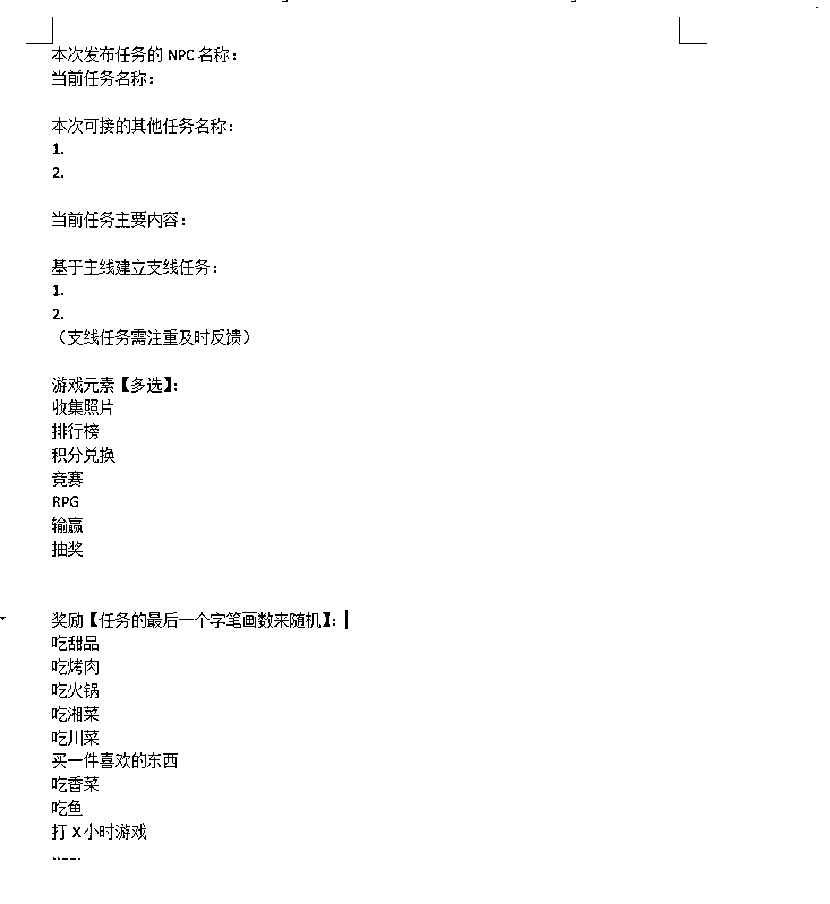 本次发布任务的 NPC 名称：
当前任务名称：
本次可接的其他任务名称：
1.
2.
当前任务主要内容：
基于主线建立支线任务：
1.
2.
（支线任务需注重及时反馈）
游戏元素【多选】：
收集照片
排行榜
积分兑换
竞赛
RPG
输赢
抽奖
奖励【任务的最后一个字笔画数来随机】：
吃甜品
吃烤肉
吃火锅
吃湘菜
吃川菜
买一件喜欢的东西
吃香菜
吃鱼
打 X 小时游戏
……